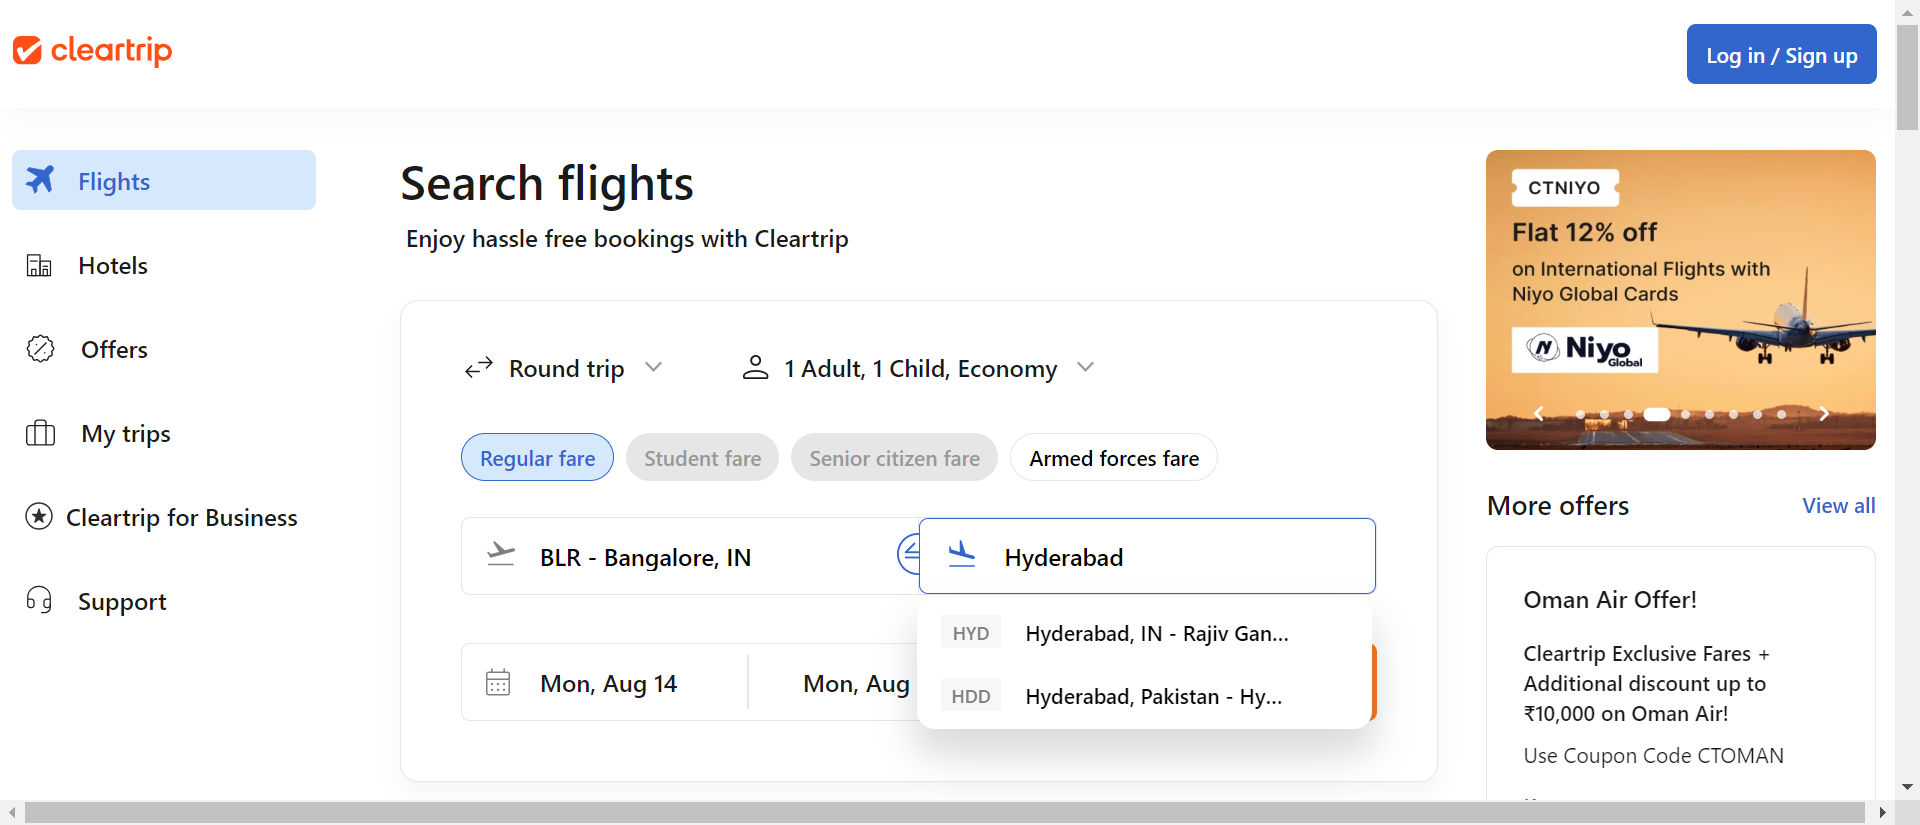 cleartrip
Log in / Sign up
Flights
Hotels
Offers
My trips
Cleartrip for Business
Support
Search flights
Enjoy hassle free bookings with Cleartrip
Round trip
1 Adult, 1 Child, Economy
Regular fare
Student fare
Senior citizen fare
Armed forces fare
BLR - Bangalore, IN
Hyderabad
HYD Hyderabad, IN - Rajiv Gan...
HDD Hyderabad, Pakistan - Hy...
Mon, Aug 14
Mon, Aug
CTNIYO
Flat 12% off
on International Flights with
Niyo Global Cards
Niyo
Global
More offers
View all
Oman Air Offer!
Cleartrip Exclusive Fares +
Additional discount up to
₹10,000 on Oman Air!
Use Coupon Code CTOMAN